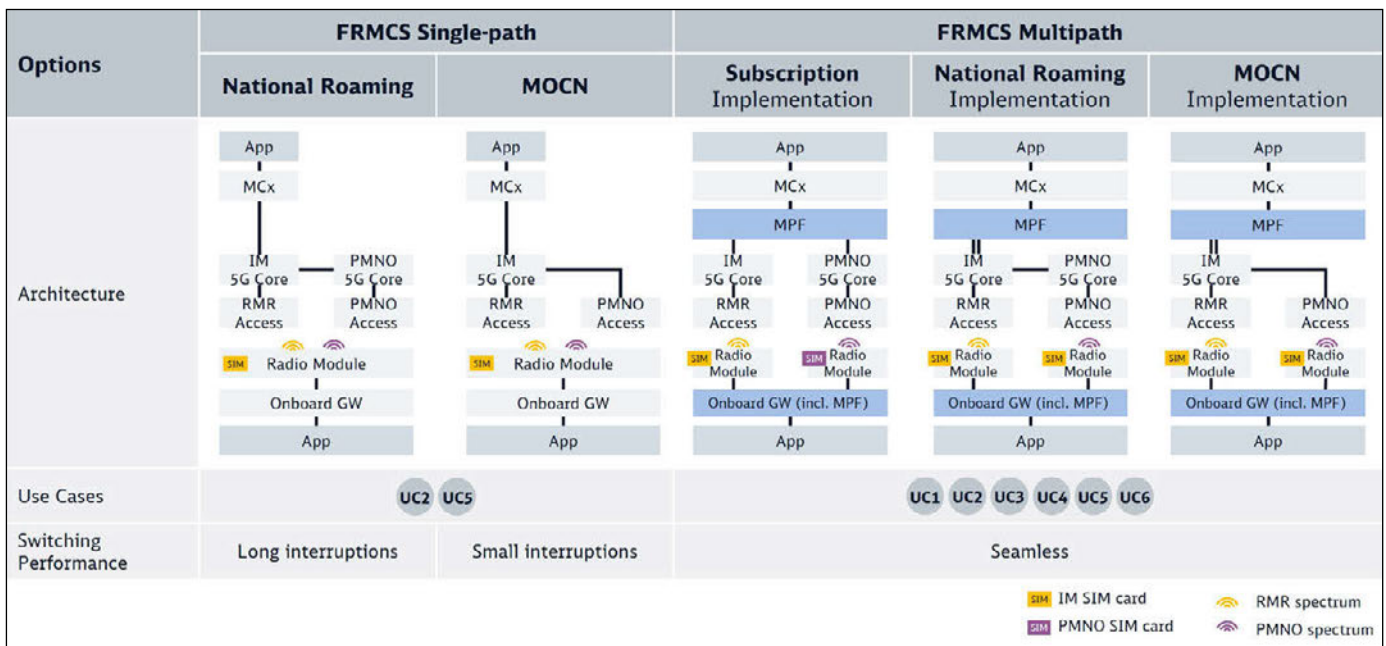 Options
FRMCS Single-path
FRMCS Multipath
National Roaming
MOCN
Subscription
Implementation
National Roaming
Implementation
MOCN
Implementation
Architecture
App
MCx
IM
5G Core
PMNO
5G Core
RMR
Access
PMNO
Access
SIM Radio Module
Onboard GW
App
App
MCx
IM
5G Core
RMR
Access
PMNO
Access
SIM Radio Module
Onboard GW
App
App
MCx
MPF
IM
5G Core
PMNO
5G Core
RMR
Access
PMNO
Access
SIM Radio
Module
SIM Radio
Module
Onboard GW (incl. MPF)
App
App
MCx
MPF
IM
5G Core
PMNO
5G Core
RMR
Access
PMNO
Access
SIM Radio
Module
SIM Radio
Module
Onboard GW (incl. MPF)
App
App
MCx
MPF
IM
5G Core
RMR
Access
PMNO
Access
SIM Radio
Module
SIM Radio
Module
Onboard GW (incl. MPF)
App
Use Cases
UC2 UC5
UC1 UC2 UC3 UC4 UC5 UC6
Switching
Performance
Long interruptions
Small interruptions
Seamless
SIM IM SIM card
RMR spectrum
SIM PMNO SIM card
PMNO spectrum